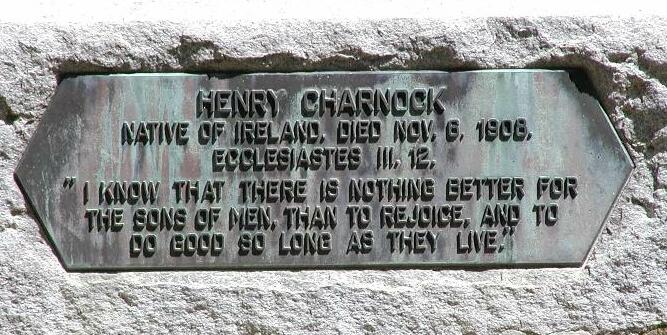 HENRY CHARNOCK
NATIVE OF IRELAND, DIED NOV. 6, 1908.
ECCLESIASTES III, 12.
"I KNOW THAT THERE IS NOTHING BETTER FOR
THE SONS OF MEN, THAN TO REJOICE, AND TO
DO GOOD SO LONG AS THEY LIVE."